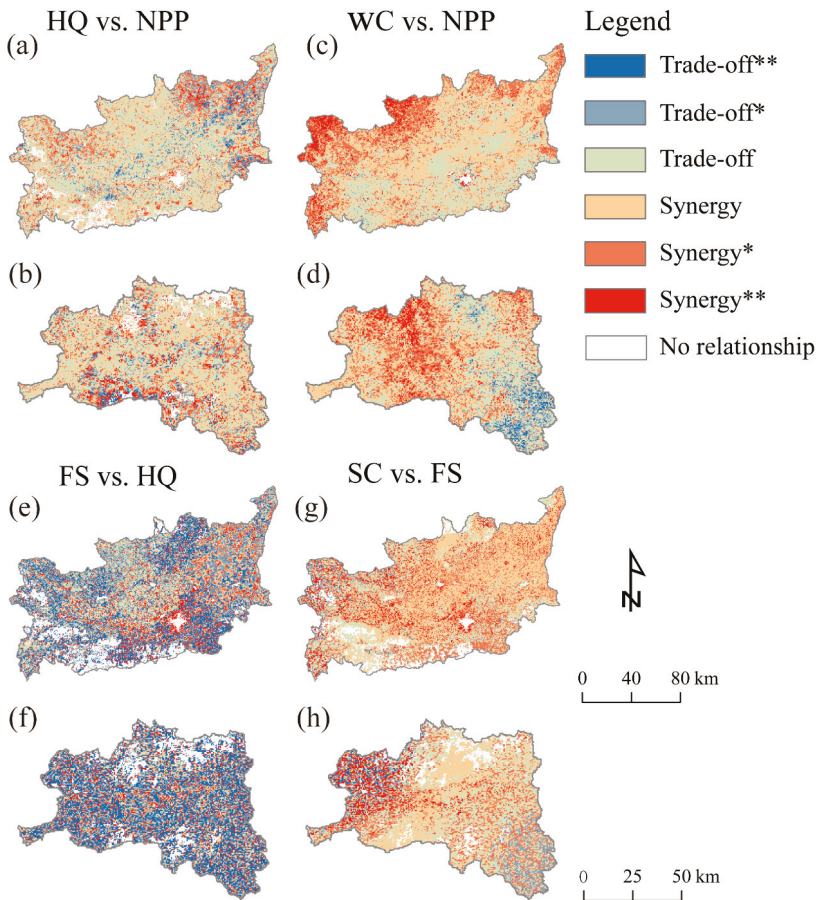 HQ vs. NPP
WC vs. NPP
Legend
(a)
(c)
Trade-off**
Trade-off*
Trade-off
Synergy
(b)
(d)
Synergy*
Synergy**
No relationship
FS vs. HQ
SC vs. FS
(e)
(g)
N
0 40 80 km
(f)
(h)
0 25 50 km